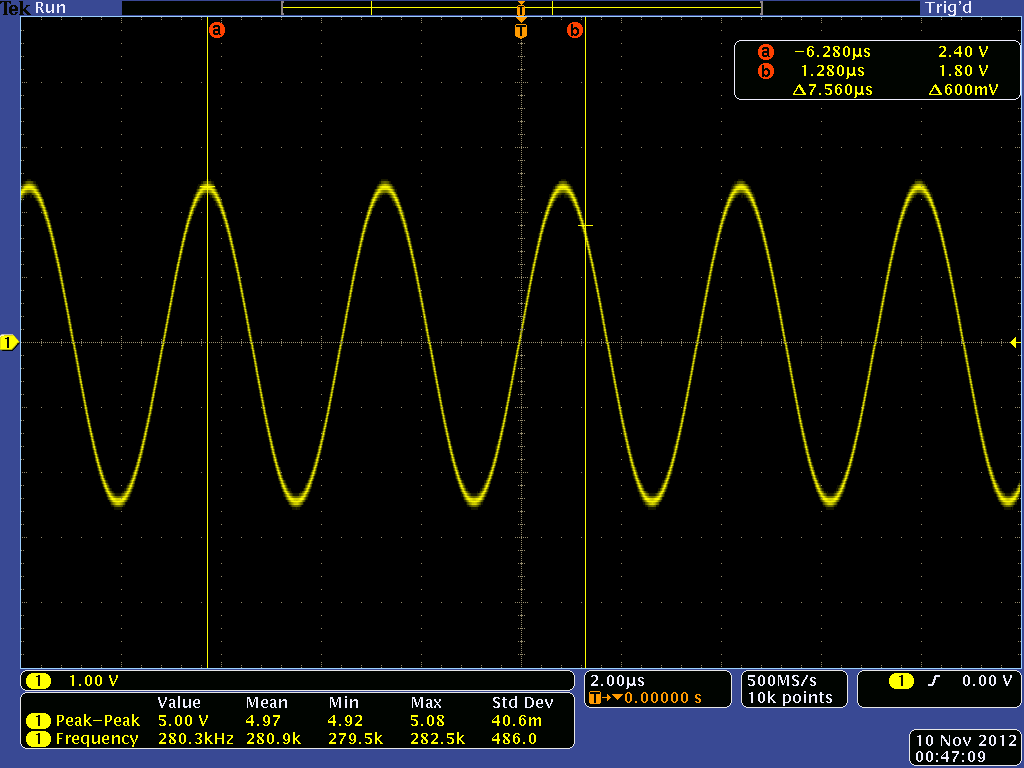 Tek Run Trig'd
T
T
a b
a −6.280µs 2.40 V
b 1.280µs 1.80 V
Δ7.560µs Δ600mV
1
1 1.00 V
2.00µs
T→▼0.00000 s
500MS/s
10k points
1 0.00 V
Value Mean Min Max Std Dev
1 Peak−Peak 5.00 V 4.97 4.92 5.08 40.6m
1 Frequency 280.3kHz 280.9k 279.5k 282.5k 486.0
10 Nov 2012
00:47:09